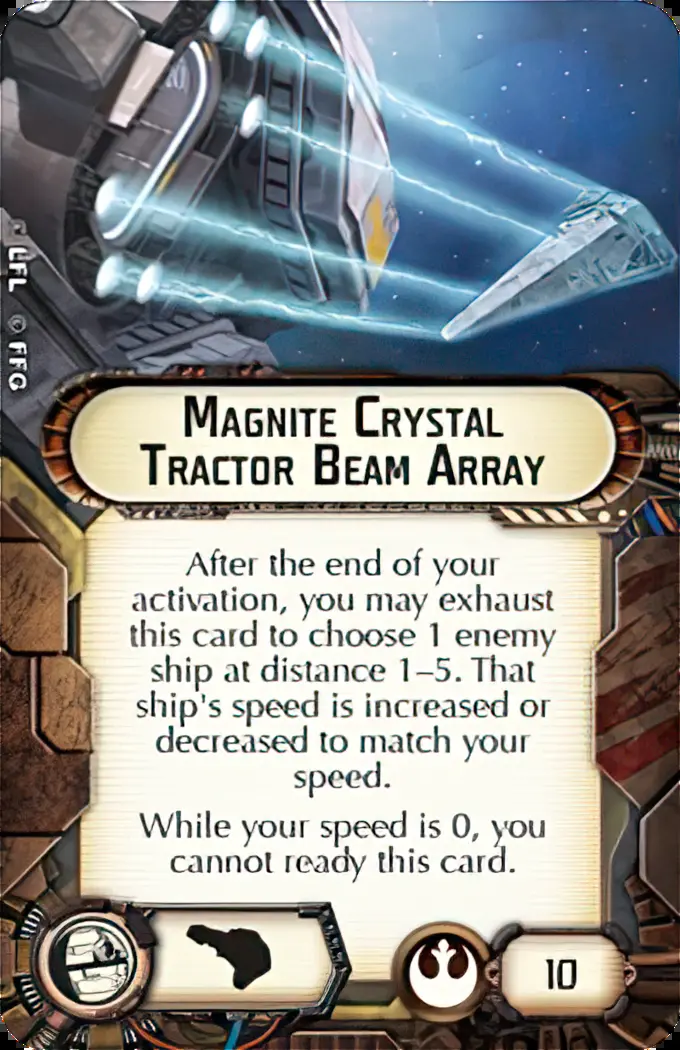 LFL © FFG
Magnite Crystal
Tractor Beam Array
After the end of your
activation, you may exhaust
this card to choose 1 enemy
ship at distance 1–5. That
ship's speed is increased or
decreased to match your
speed.
While your speed is 0, you
cannot ready this card.
10